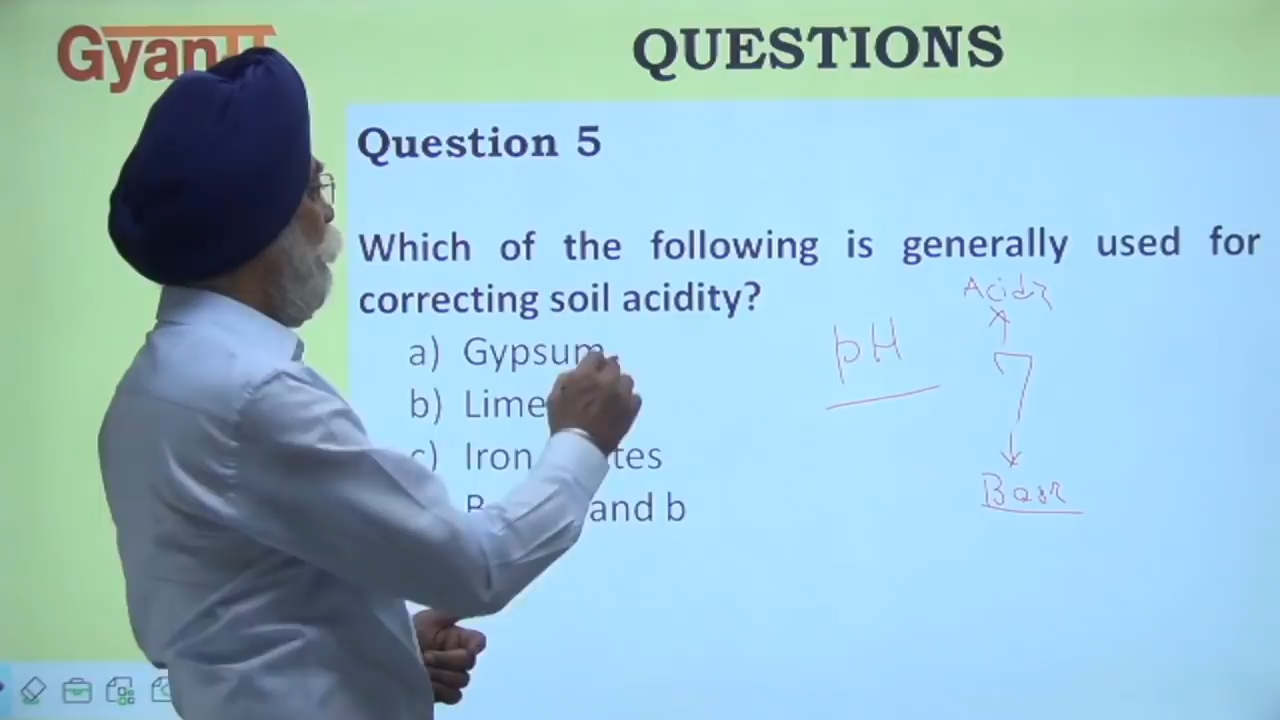 Gyan
QUESTIONS
Question 5
Which of the following is generally used for
correcting soil acidity?
a) Gypsum
b) Lime
c) Iron
and b
pH
7